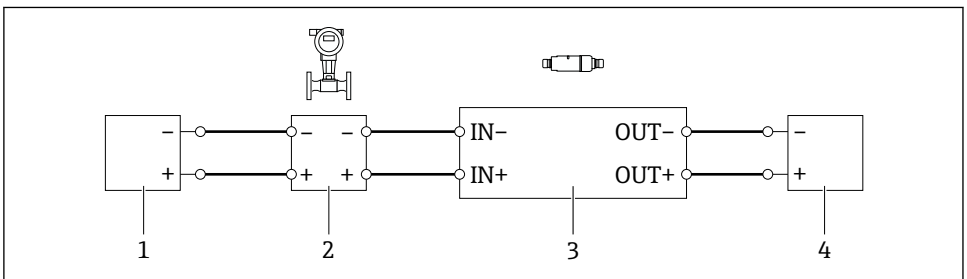 − − − IN− OUT− −
+ + + IN+ OUT+ +
1 2 3 4